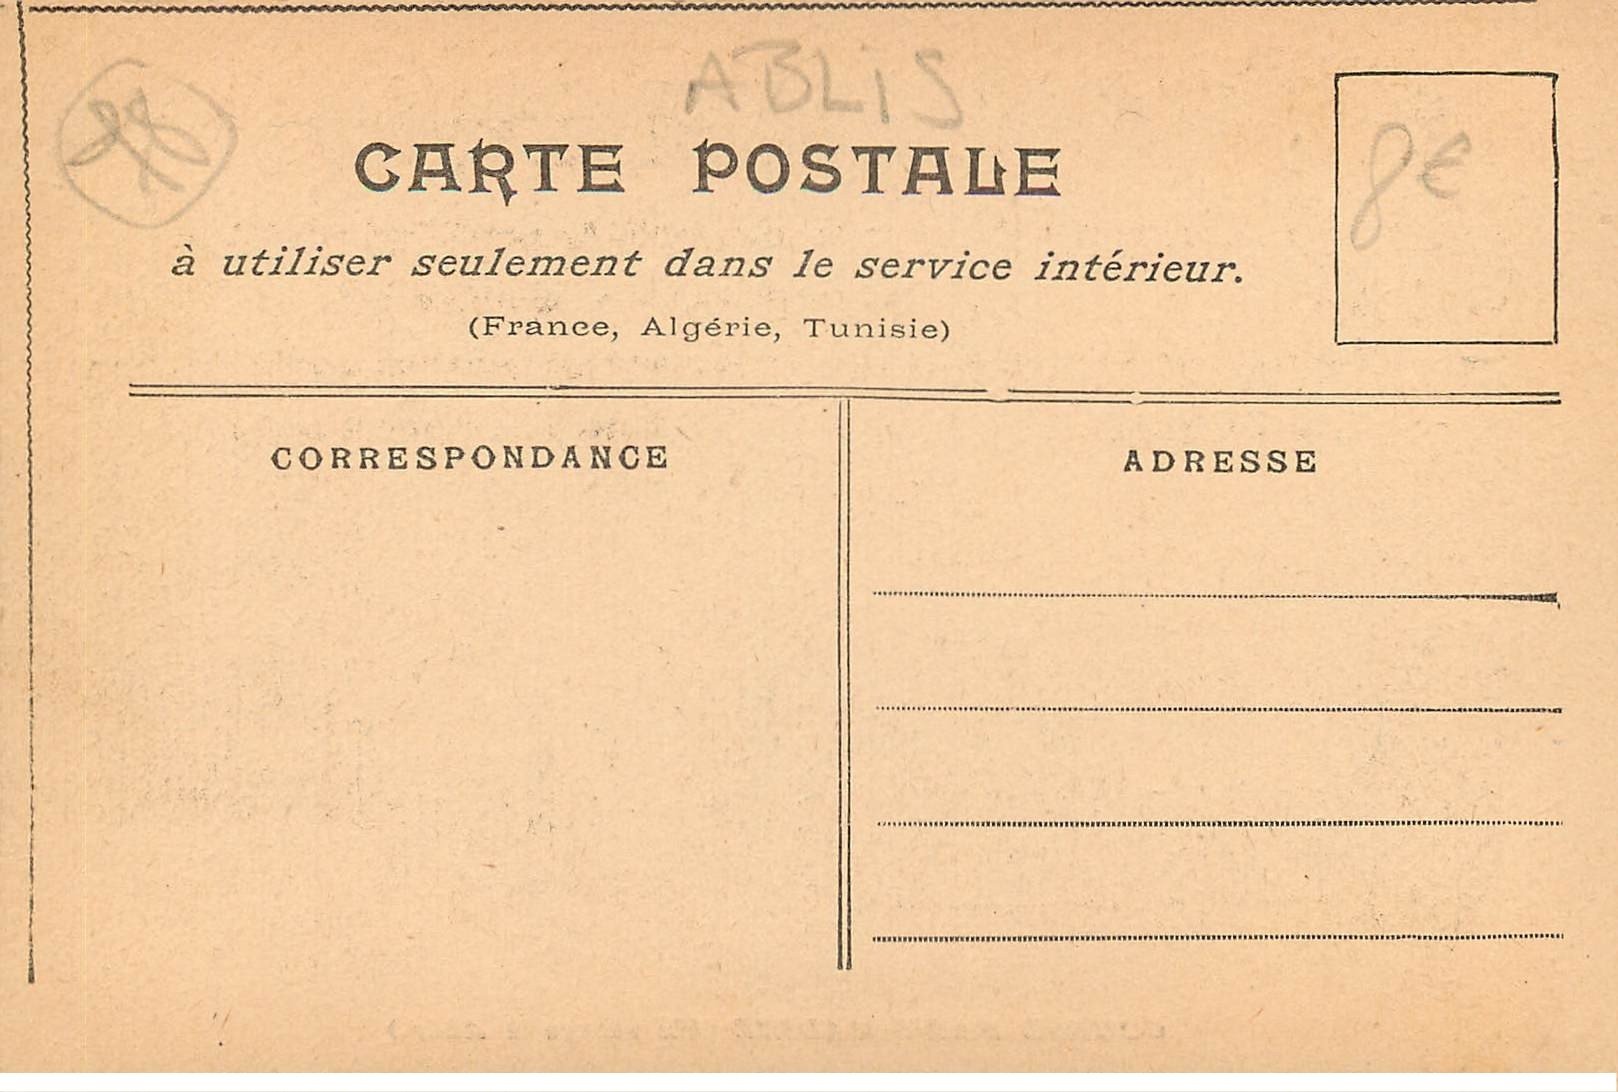 ABLIS
CARTE POSTALE
8€
à utiliser seulement dans le service intérieur.
(France, Algérie, Tunisie)
CORRESPONDANCE
ADRESSE